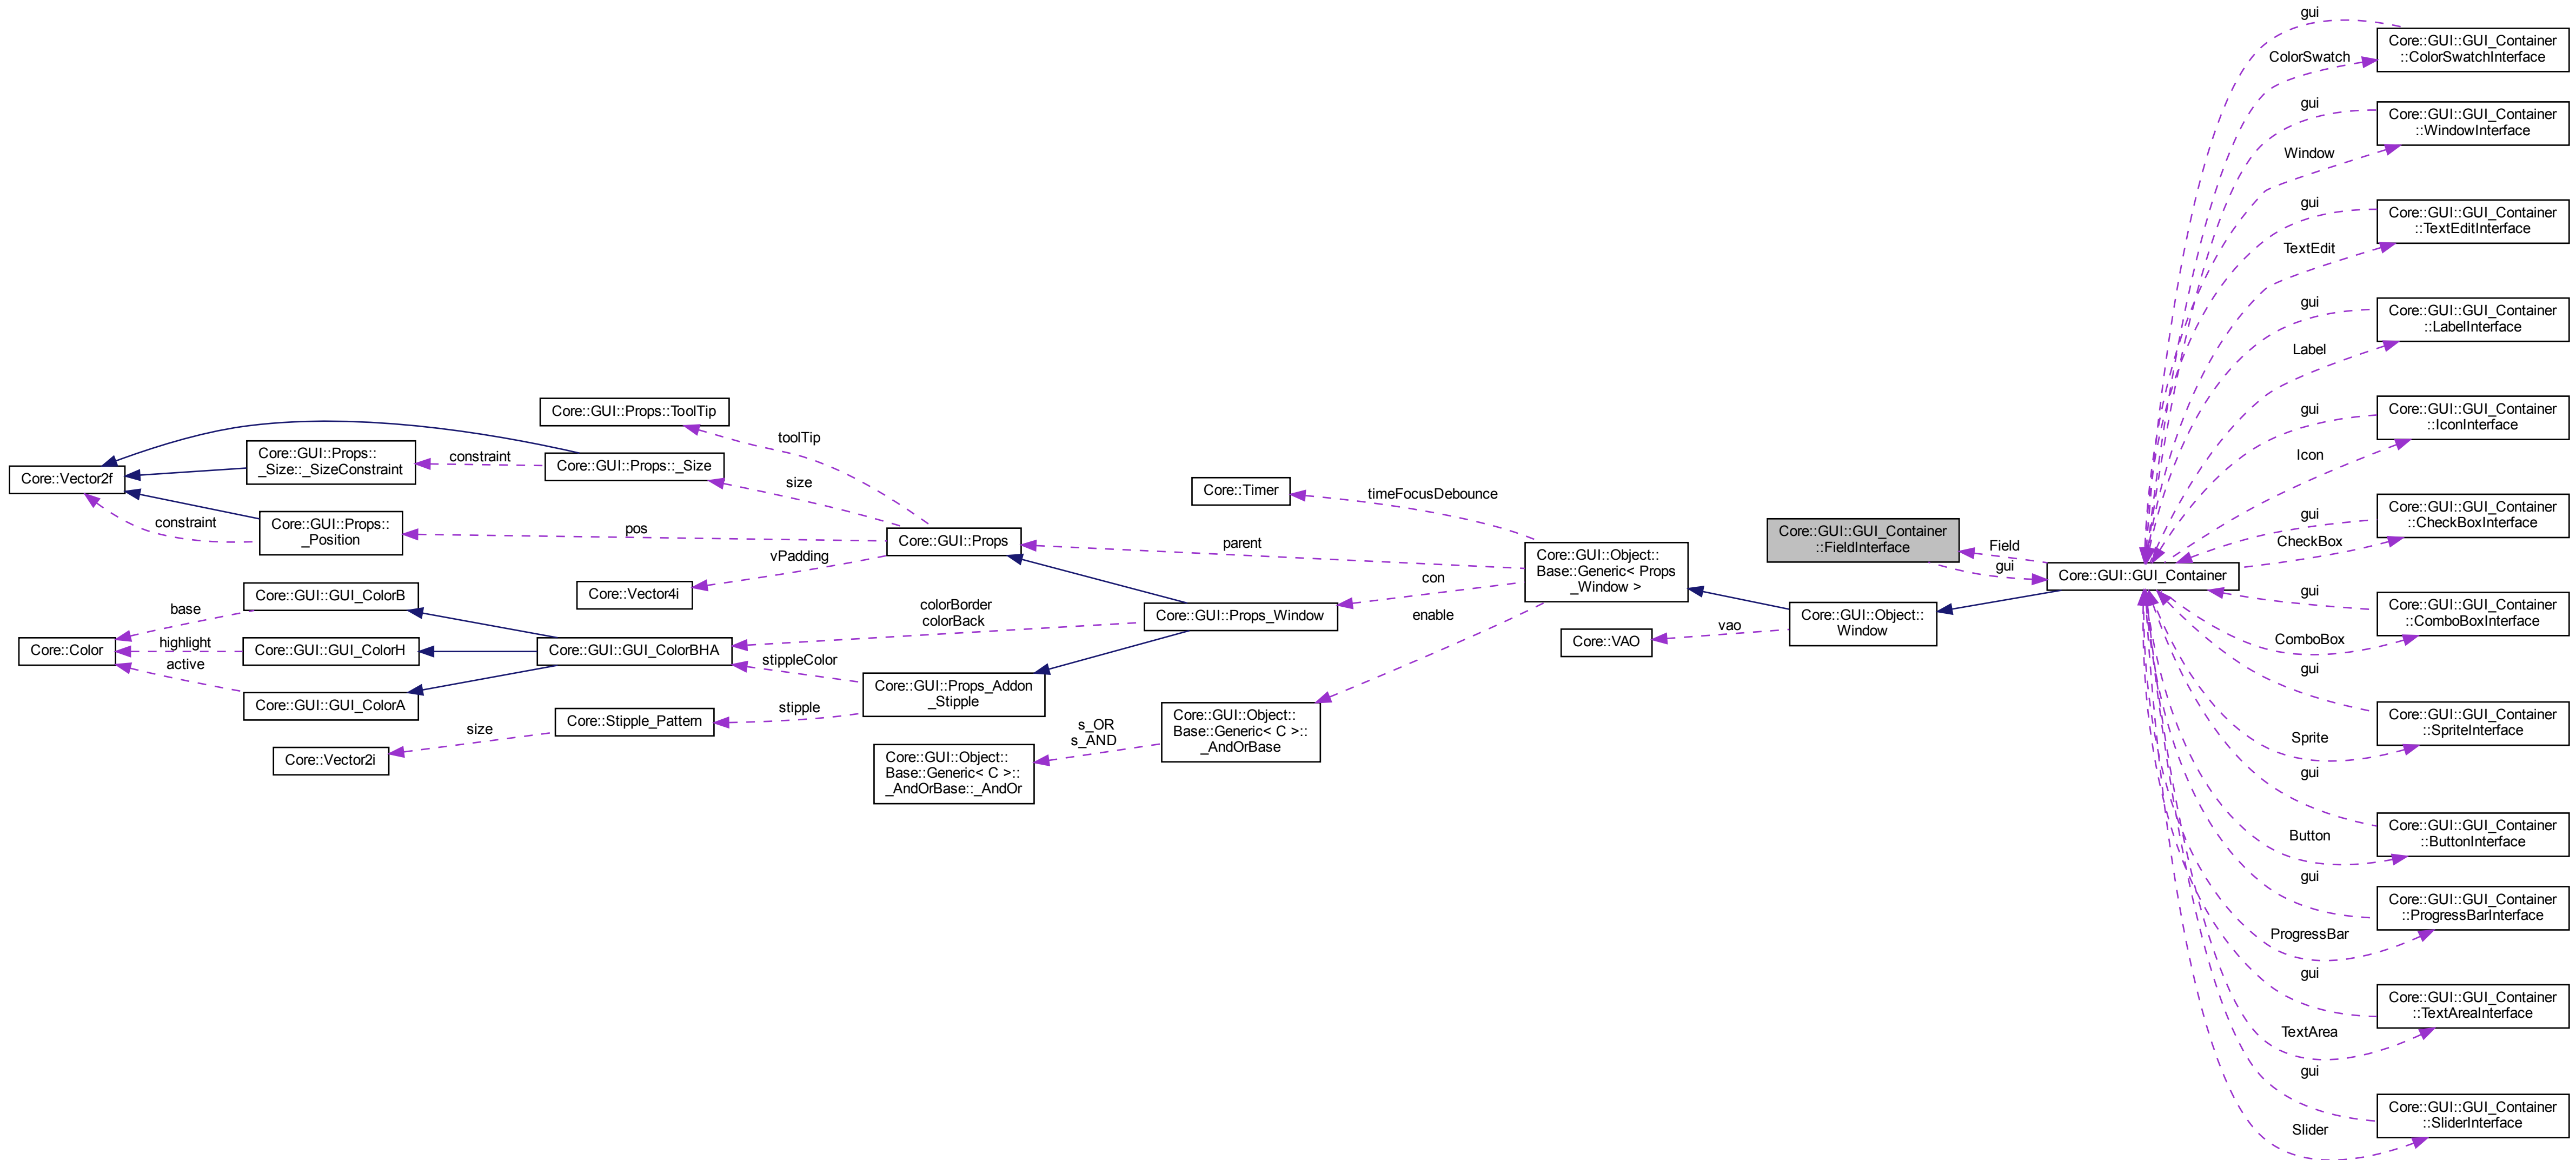 gui
Core::GUI::GUI_Container
::ColorSwatchInterface
ColorSwatch
gui
Core::GUI::GUI_Container
::WindowInterface
Window
gui
Core::GUI::GUI_Container
::TextEditInterface
TextEdit
gui
Core::GUI::GUI_Container
::LabelInterface
Label
gui
Core::GUI::GUI_Container
::IconInterface
Icon
gui
Core::GUI::GUI_Container
::CheckBoxInterface
CheckBox
gui
Core::GUI::GUI_Container
::ComboBoxInterface
ComboBox
gui
Core::GUI::GUI_Container
::SpriteInterface
Sprite
gui
Core::GUI::GUI_Container
::ButtonInterface
Button
gui
Core::GUI::GUI_Container
::ProgressBarInterface
ProgressBar
gui
Core::GUI::GUI_Container
::TextAreaInterface
TextArea
gui
Core::GUI::GUI_Container
::SliderInterface
Slider
Core::GUI::Props::ToolTip
toolTip
Core::GUI::Props::
_Size::_SizeConstraint
constraint
Core::GUI::Props::_Size
size
Core::Vector2f
constraint
Core::GUI::Props::
_Position
pos
Core::GUI::Props
vPadding
Core::Vector4i
Core::Timer
timeFocusDebounce
parent
con
enable
Core::GUI::Object::
Base::Generic< Props
_Window >
Core::GUI::GUI_Container
::FieldInterface
Field
gui
Core::GUI::GUI_Container
Core::GUI::GUI_ColorB
base
Core::Color
highlight
active
Core::GUI::GUI_ColorH
Core::GUI::GUI_ColorA
Core::GUI::GUI_ColorBHA
colorBorder
colorBack
Core::GUI::Props_Window
stippleColor
Core::GUI::Props_Addon
_Stipple
stipple
Core::Stipple_Pattern
size
Core::Vector2i
Core::VAO
vao
Core::GUI::Object::
Window
Core::GUI::Object::
Base::Generic< C >::
_AndOrBase
s_OR
s_AND
Core::GUI::Object::
Base::Generic< C >::
_AndOrBase::_AndOr